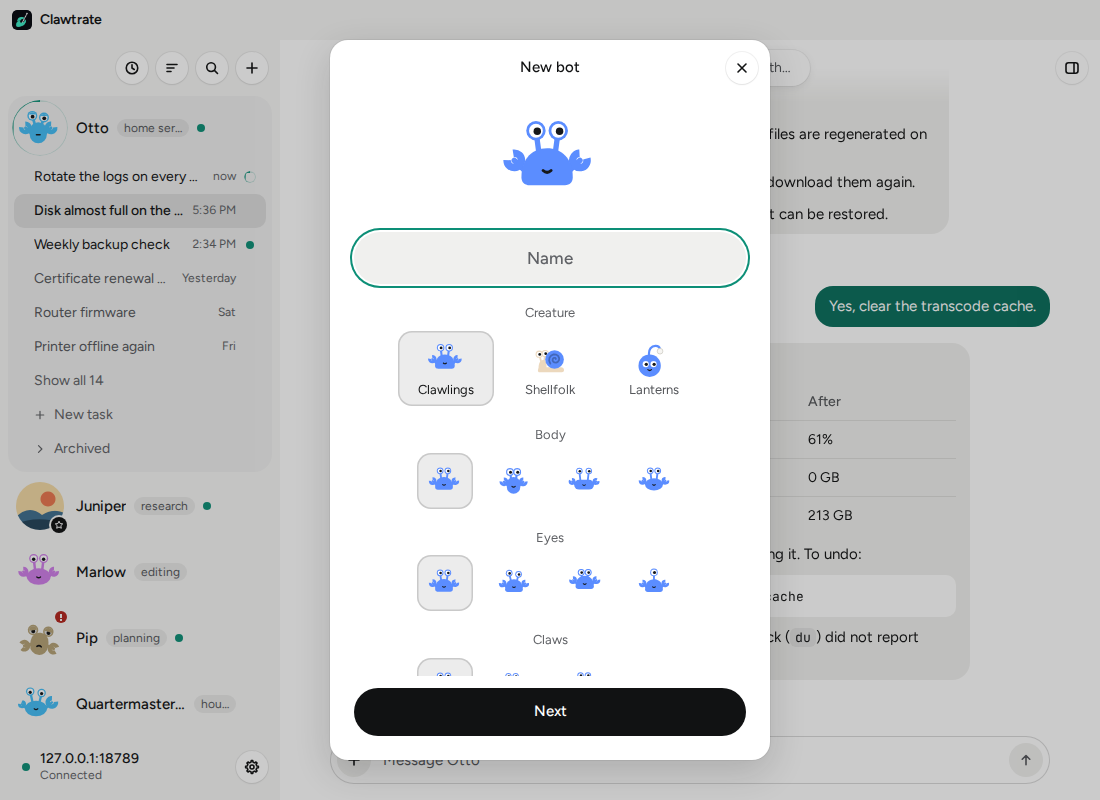 Clawtrate
Otto
home ser...
Rotate the logs on every ...
now
Disk almost full on the ...
5:36 PM
Weekly backup check
2:34 PM
Certificate renewal ...
Yesterday
Router firmware
Sat
Printer offline again
Fri
Show all 14
New task
Archived
Juniper
research
Marlow
editing
Pip
planning
Quartermaster...
hou...
127.0.0.1:18789
Connected
New bot
Name
Creature
Clawlings
Shellfolk
Lanterns
Body
Eyes
Claws
Next
th...
files are regenerated on
download them again.
t can be restored.
Yes, clear the transcode cache.
After
61%
0 GB
213 GB
ng it. To undo:
cache
ck ( du ) did not report
Message Otto